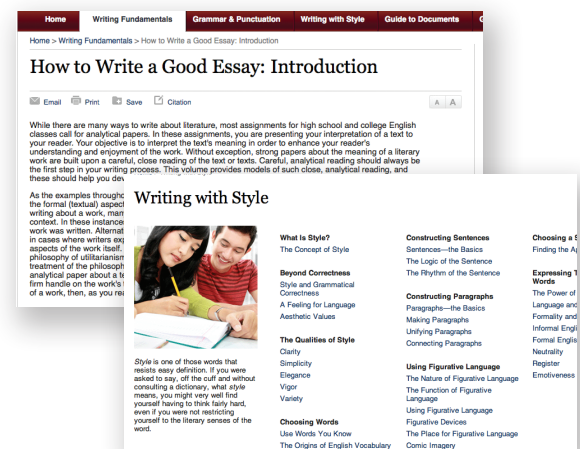 Home Writing Fundamentals Grammar & Punctuation Writing with Style Guide to Documents
Home > Writing Fundamentals > How to Write a Good Essay: Introduction
How to Write a Good Essay: Introduction
Email Print Save Citation A A
While there are many ways to write about literature, most assignments for high school and college English
classes call for analytical papers. In these assignments, you are presenting your interpretation of a text to
your reader. Your objective is to interpret the text's meaning in order to enhance your reader's
understanding and enjoyment of the work. Without exception, strong papers about the meaning of a literary
work are built upon a careful, close reading of the text or texts. Careful, analytical reading should always be
the first step in your writing process. This volume provides models of such close, analytical reading, and
these should help you
As the examples
the formal (textual)
writing about a work,
context. In these
work was written.
in cases where writers
aspects of the work itself.
philosophy of utilitarianism
treatment of the
analytical paper about a
firm handle on the work's
of a work, then, as you
Writing with Style
Style is one of those words that
resists easy definition. If you were
asked to say, off the cuff and without
consulting a dictionary, what style
means, you might very well find
yourself having to think fairly hard,
even if you were not restricting
yourself to the literary senses of the
word.
What Is Style?
The Concept of Style
Beyond Correctness
Style and Grammatical
Correctness
A Feeling for Language
Aesthetic Values
The Qualities of Style
Clarity
Simplicity
Elegance
Vigor
Variety
Choosing Words
Use Words You Know
The Origins of English Vocabulary
Constructing Sentences
Sentences—the Basics
The Logic of the Sentence
The Rhythm of the Sentence
Constructing Paragraphs
Paragraphs—the Basics
Making Paragraphs
Unifying Paragraphs
Connecting Paragraphs
Using Figurative Language
The Nature of Figurative Language
The Function of Figurative
Language
Using Figurative Language
Figurative Devices
The Place for Figurative Language
Comic Imagery
Choosing a
Finding the
Expressing
Words
The Power of
Language and
Formality and
Informal
Formal
Neutrality
Register
Emotiveness